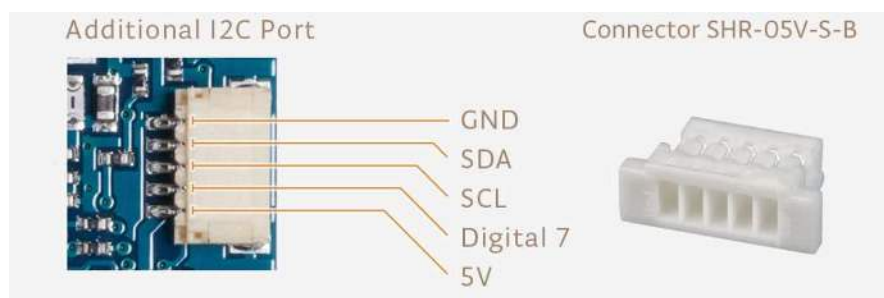 Additional I2C Port
Connector SHR-05V-S-B
GND
SDA
SCL
Digital 7
5V